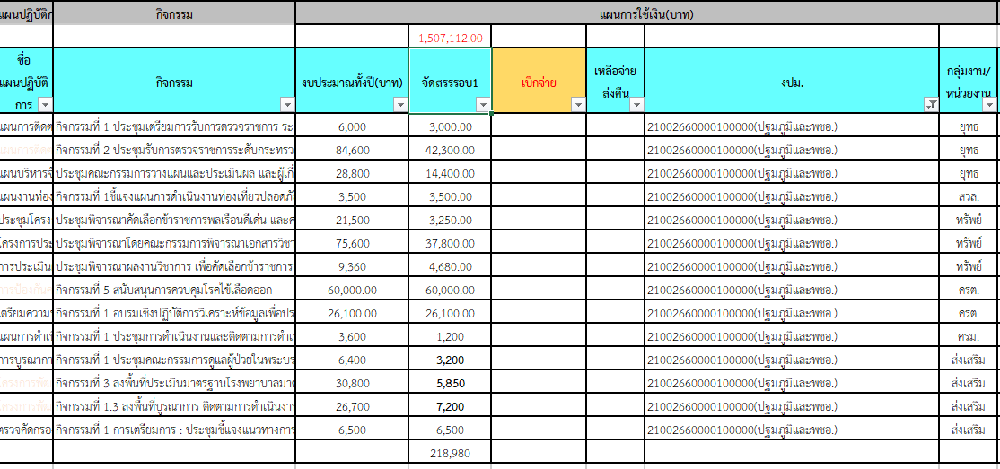 แผนปฏิบัติก กิจกรรม แผนการใช้เงิน(บาท)
1,507,112.00
ชื่อแผนปฏิบัติการ กิจกรรม งบประมาณทั้งปี(บาท) จัดสรรรอบ1 เบิกจ่าย เหลือจ่ายส่งคืน งปม. กลุ่มงาน/หน่วยงาน
แผนการติดต กิจกรรมที่ 1 ประชุมเตรียมการรับการตรวจราชการ ระ 6,000 3,000.00 21002660000100000(ปฐมภูมิและพชอ.) ยุทธ
แผนการติดต กิจกรรมที่ 2 ประชุมรับการตรวจราชการระดับกระทรว 84,600 42,300.00 21002660000100000(ปฐมภูมิและพชอ.) ยุทธ
แผนบริหารจั ประชุมคณะกรรมการวางแผนและประเมินผล และผู้เกี่ 28,800 14,400.00 21002660000100000(ปฐมภูมิและพชอ.) ยุทธ
แผนงานท่อง กิจกรรมที่ 1ชี้แจงแผนการดำเนินงานท่องเที่ยวปลอดภั 3,500 3,500.00 21002660000100000(ปฐมภูมิและพชอ.) สวล.
ประชุมโครง ประชุมพิจารณาคัดเลือกข้าราชการพลเรือนดีเด่น และค 21,500 3,250.00 21002660000100000(ปฐมภูมิและพชอ.) ทรัพย์
โครงการประ ประชุมพิจารณาโดยคณะกรรมการพิจารณาเอกสารวิชา 75,600 37,800.00 21002660000100000(ปฐมภูมิและพชอ.) ทรัพย์
การประเมิน ประชุมพิจารณาผลงานวิชาการ เพื่อคัดเลือกข้าราชการ 9,360 4,680.00 21002660000100000(ปฐมภูมิและพชอ.) ทรัพย์
การป้องกันค กิจกรรมที่ 5 สนับสนุนการควบคุมโรคไข้เลือดออก 60,000.00 60,000.00 21002660000100000(ปฐมภูมิและพชอ.) ครต.
เตรียมความ กิจกรรมที่ 1 อบรมเชิงปฏิบัติการวิเคราะห์ข้อมูลเพื่อปร 26,100.00 26,100.00 21002660000100000(ปฐมภูมิและพชอ.) ครต.
แผนการดำเ กิจกรรมที่ 1 ประชุมการดำเนินงานและติดตามการดำเ 3,600 1,200 21002660000100000(ปฐมภูมิและพชอ.) ครม.
การบูรณากา กิจกรรมที่ 1 ประชุมคณะกรรมการดูแลผู้ป่วยในพระบร 6,400 3,200 21002660000100000(ปฐมภูมิและพชอ.) ส่งเสริม
โครงการพัฒ กิจกรรมที่ 3 ลงพื้นที่ประเมินมาตรฐานโรงพยาบาลมา 30,800 5,850 21002660000100000(ปฐมภูมิและพชอ.) ส่งเสริม
โครงการพัฒ กิจกรรมที่ 1.3 ลงพื้นที่บูรณาการ ติดตามการดำเนินงา 26,700 7,200 21002660000100000(ปฐมภูมิและพชอ.) ส่งเสริม
ตรวจคัดกรอ กิจกรรมที่ 1 การเตรียมการ : ประชุมชี้แจงแนวทางการ 6,500 6,500 21002660000100000(ปฐมภูมิและพชอ.) ส่งเสริม
218,980